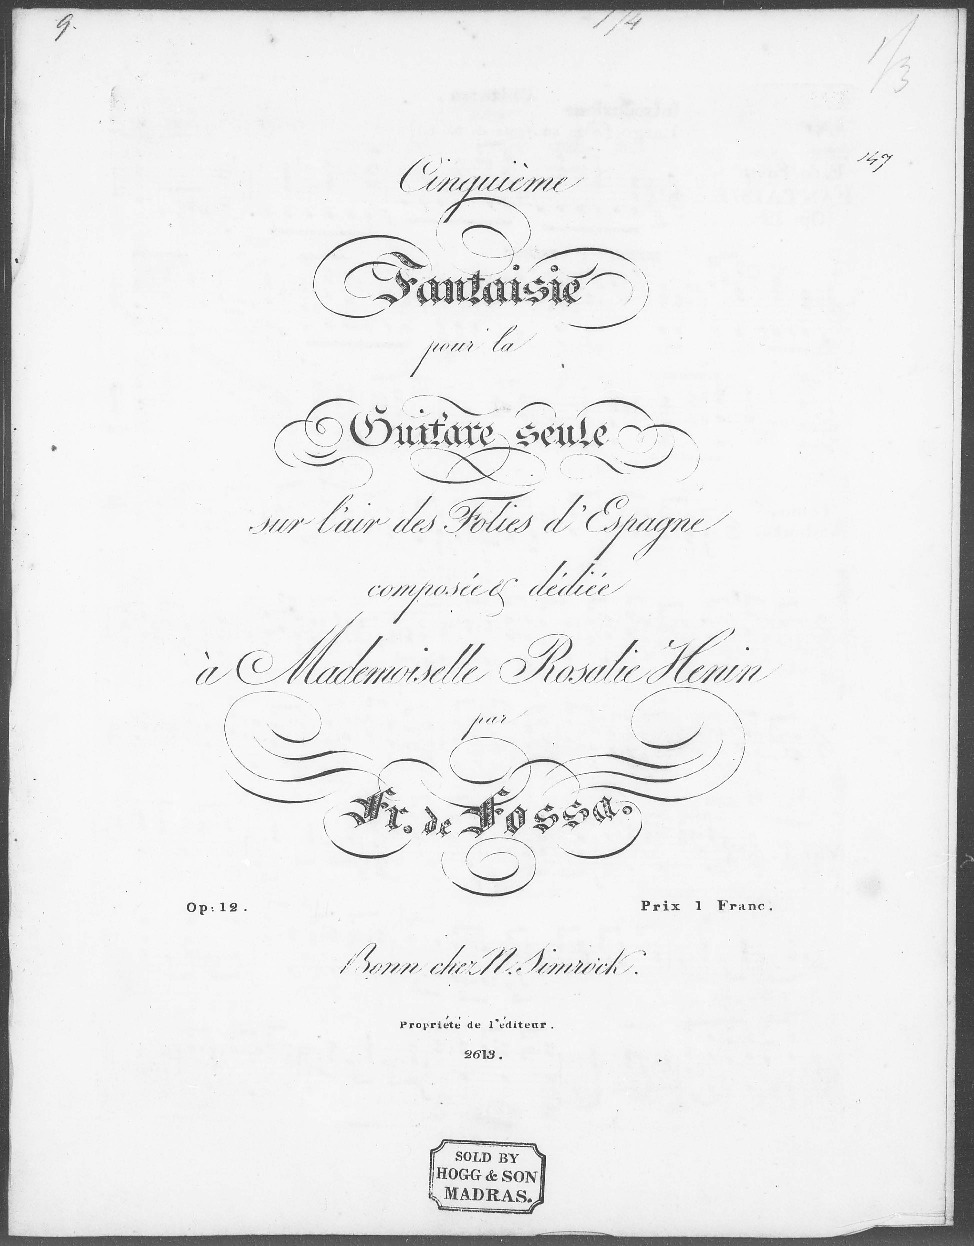 9.
1/4
1/3
147
Cinquième
Fantaisie
pour la
Guitare seule
sur l'air des Folies d'Espagne
composée & dédiée
à Mademoiselle Rosalie Henin
par
Fr. de Fossa.
Op: 12.
Prix 1 Franc.
Bonn chez N. Simrock.
Propriété de l'éditeur.
2613.
SOLD BY
HOGG & SON
MADRAS.